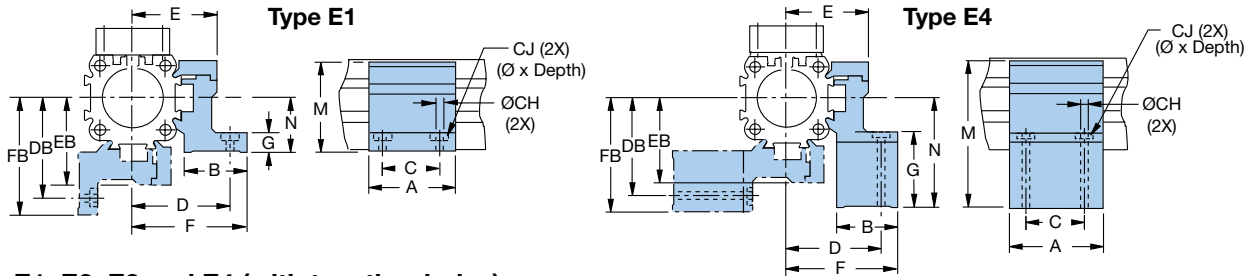 Type E1
E
CJ (2X)
(Ø x Depth)
M
ØCH
(2X)
N
G
FB
DB
EB
B
C
A
D
F
Type E4
E
CJ (2X)
(Ø x Depth)
M
ØCH
(2X)
N
G
FB
DB
EB
B
C
A
D
F